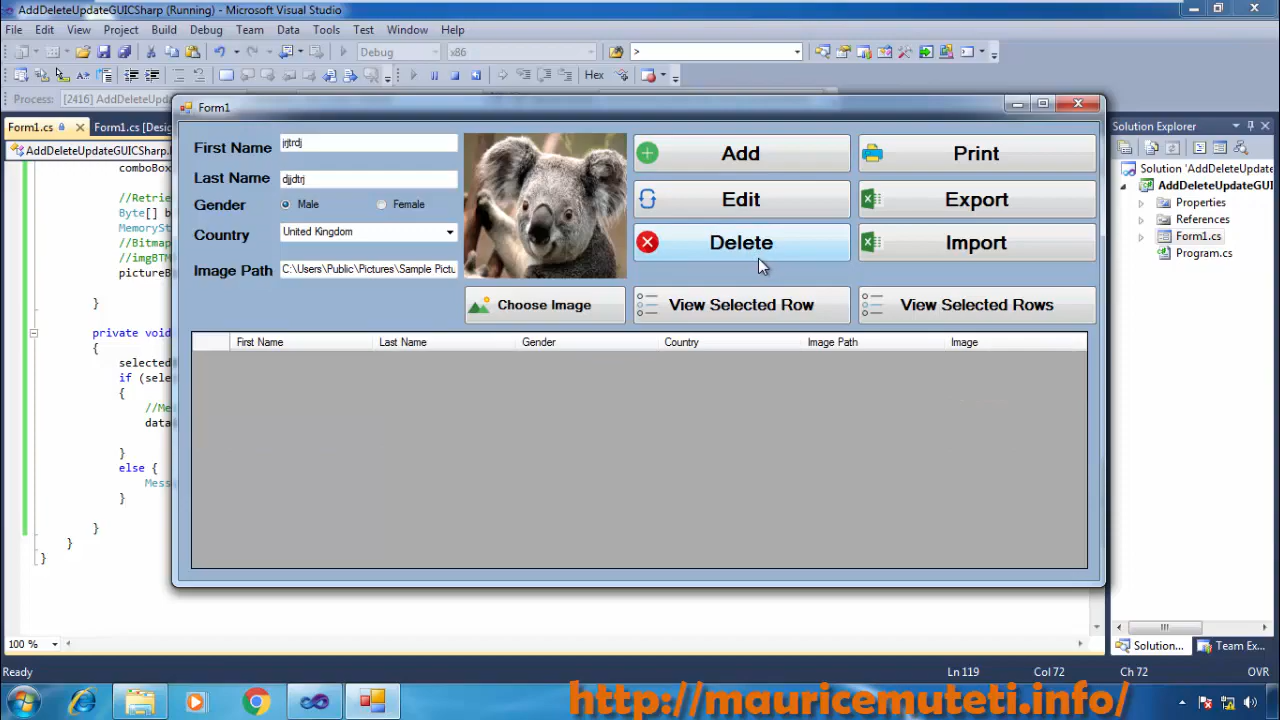 AddDeleteUpdateGUICSharp (Running) - Microsoft Visual Studio
File Edit View Project Build Debug Team Data Tools Test Window Help
Debug x86 >
Hex
Process: [2416] AddDeleteUpd
Form1.cs Form1.cs [Des
AddDeleteUpdateGUICSharp.
comboBox
//Retrie
Byte[] b
MemorySt
//Bitmap
//imgBTM
pictureB
}
private void
{
selected
if (sele
{
//Me
data
}
else {
Mess
}
}
}
}
100 %
Form1
First Name jrjtrdj
Last Name djjdtrj
Gender Male Female
Country United Kingdom
Image Path C:\Users\Public\Pictures\Sample Pictu
Choose Image
Add Print
Edit Export
Delete Import
View Selected Row View Selected Rows
First Name Last Name Gender Country Image Path Image
Solution Explorer
Solution 'AddDeleteUpdate
AddDeleteUpdateGUI
Properties
References
Form1.cs
Program.cs
Solution... Team Ex...
Ready Ln 119 Col 72 Ch 72 OVR
http://mauricemuteti.info/